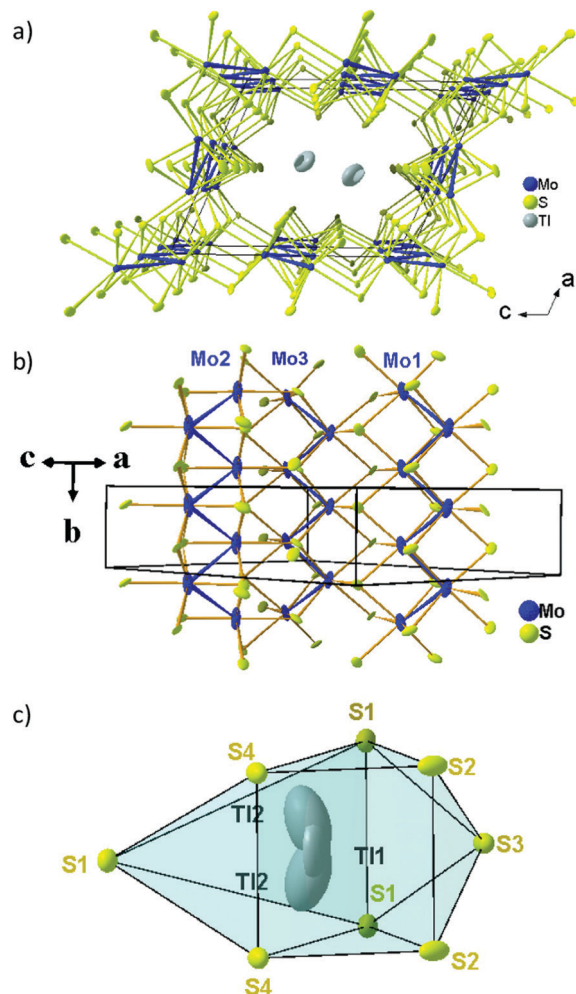 a)
Mo
S
Tl
a
c
b)
Mo2 Mo3 Mo1
c a
b
Mo
S
c)
S1
S4 S2
Tl2
S1 S3
Tl2 Tl1
S1
S4 S2